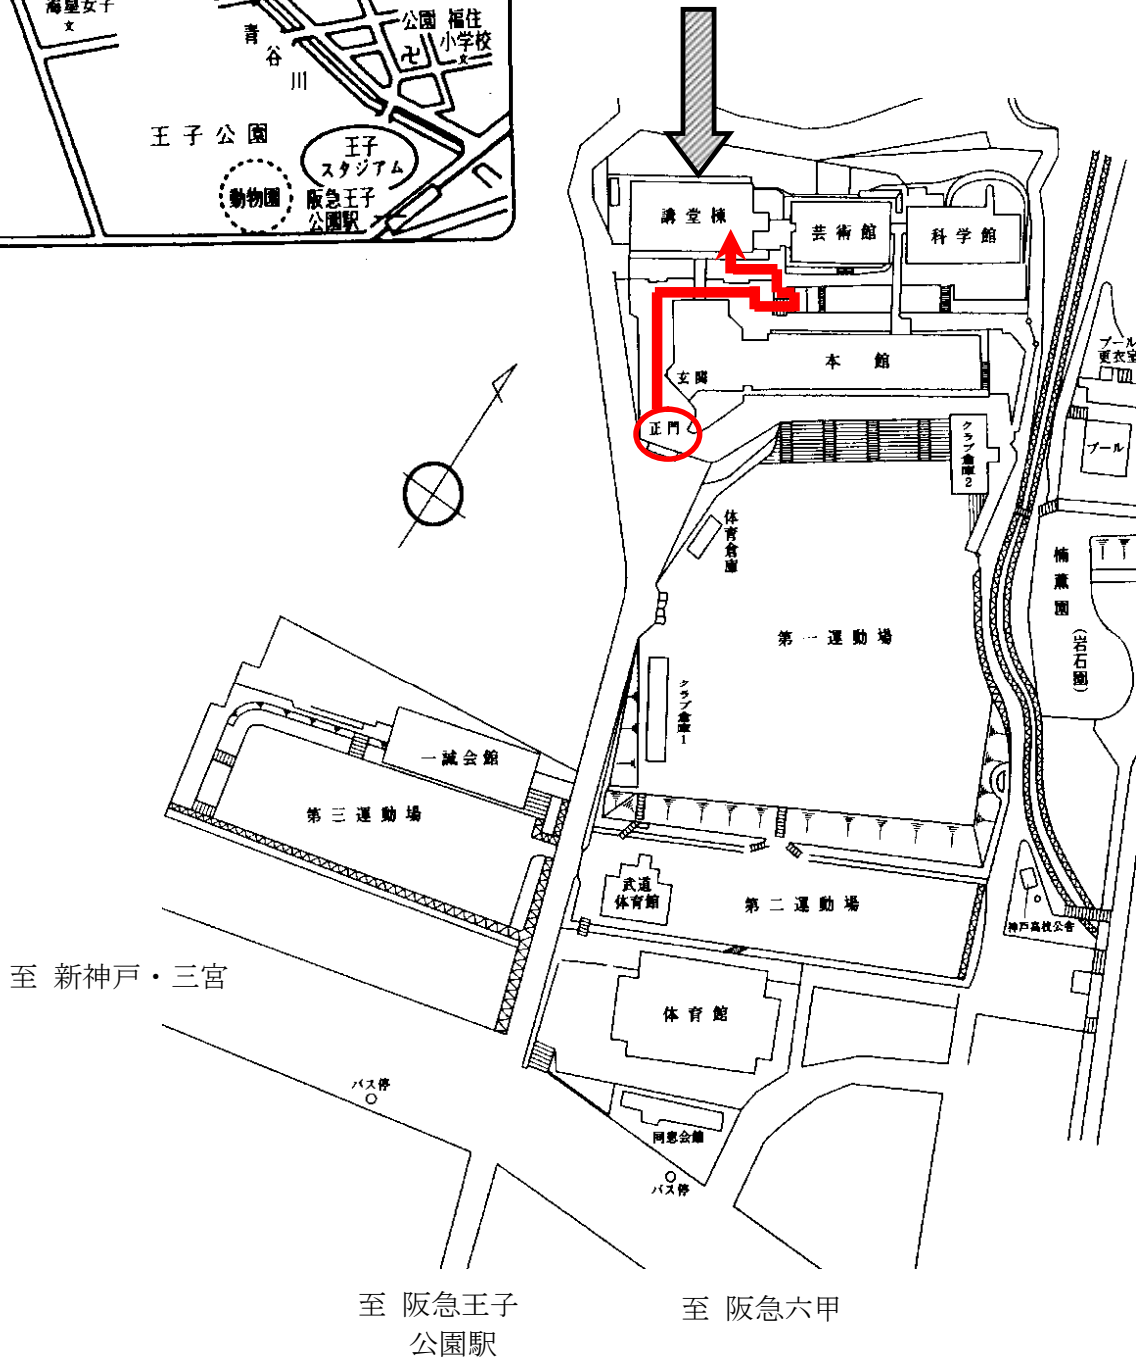 海星女子
文
青谷川
公園 福住
小学校
文
王子公園
王子
スタジアム
動物園
阪急王子
公園駅
講堂棟
芸術館
科学館
本館
玄関
正門
プール
更衣室
プール
クラブ倉庫2
体育倉庫
楠薫園
(岩石園)
第一運動場
クラブ倉庫1
一誠会館
第三運動場
武道
体育館
第二運動場
神戸高校公舎
至 新神戸・三宮
体育館
バス停
同窓会館
バス停
至 阪急王子
公園駅
至 阪急六甲